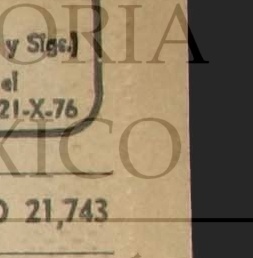 ORIA
y Sigs.)
el
21-X-76
XICO
O 21,743